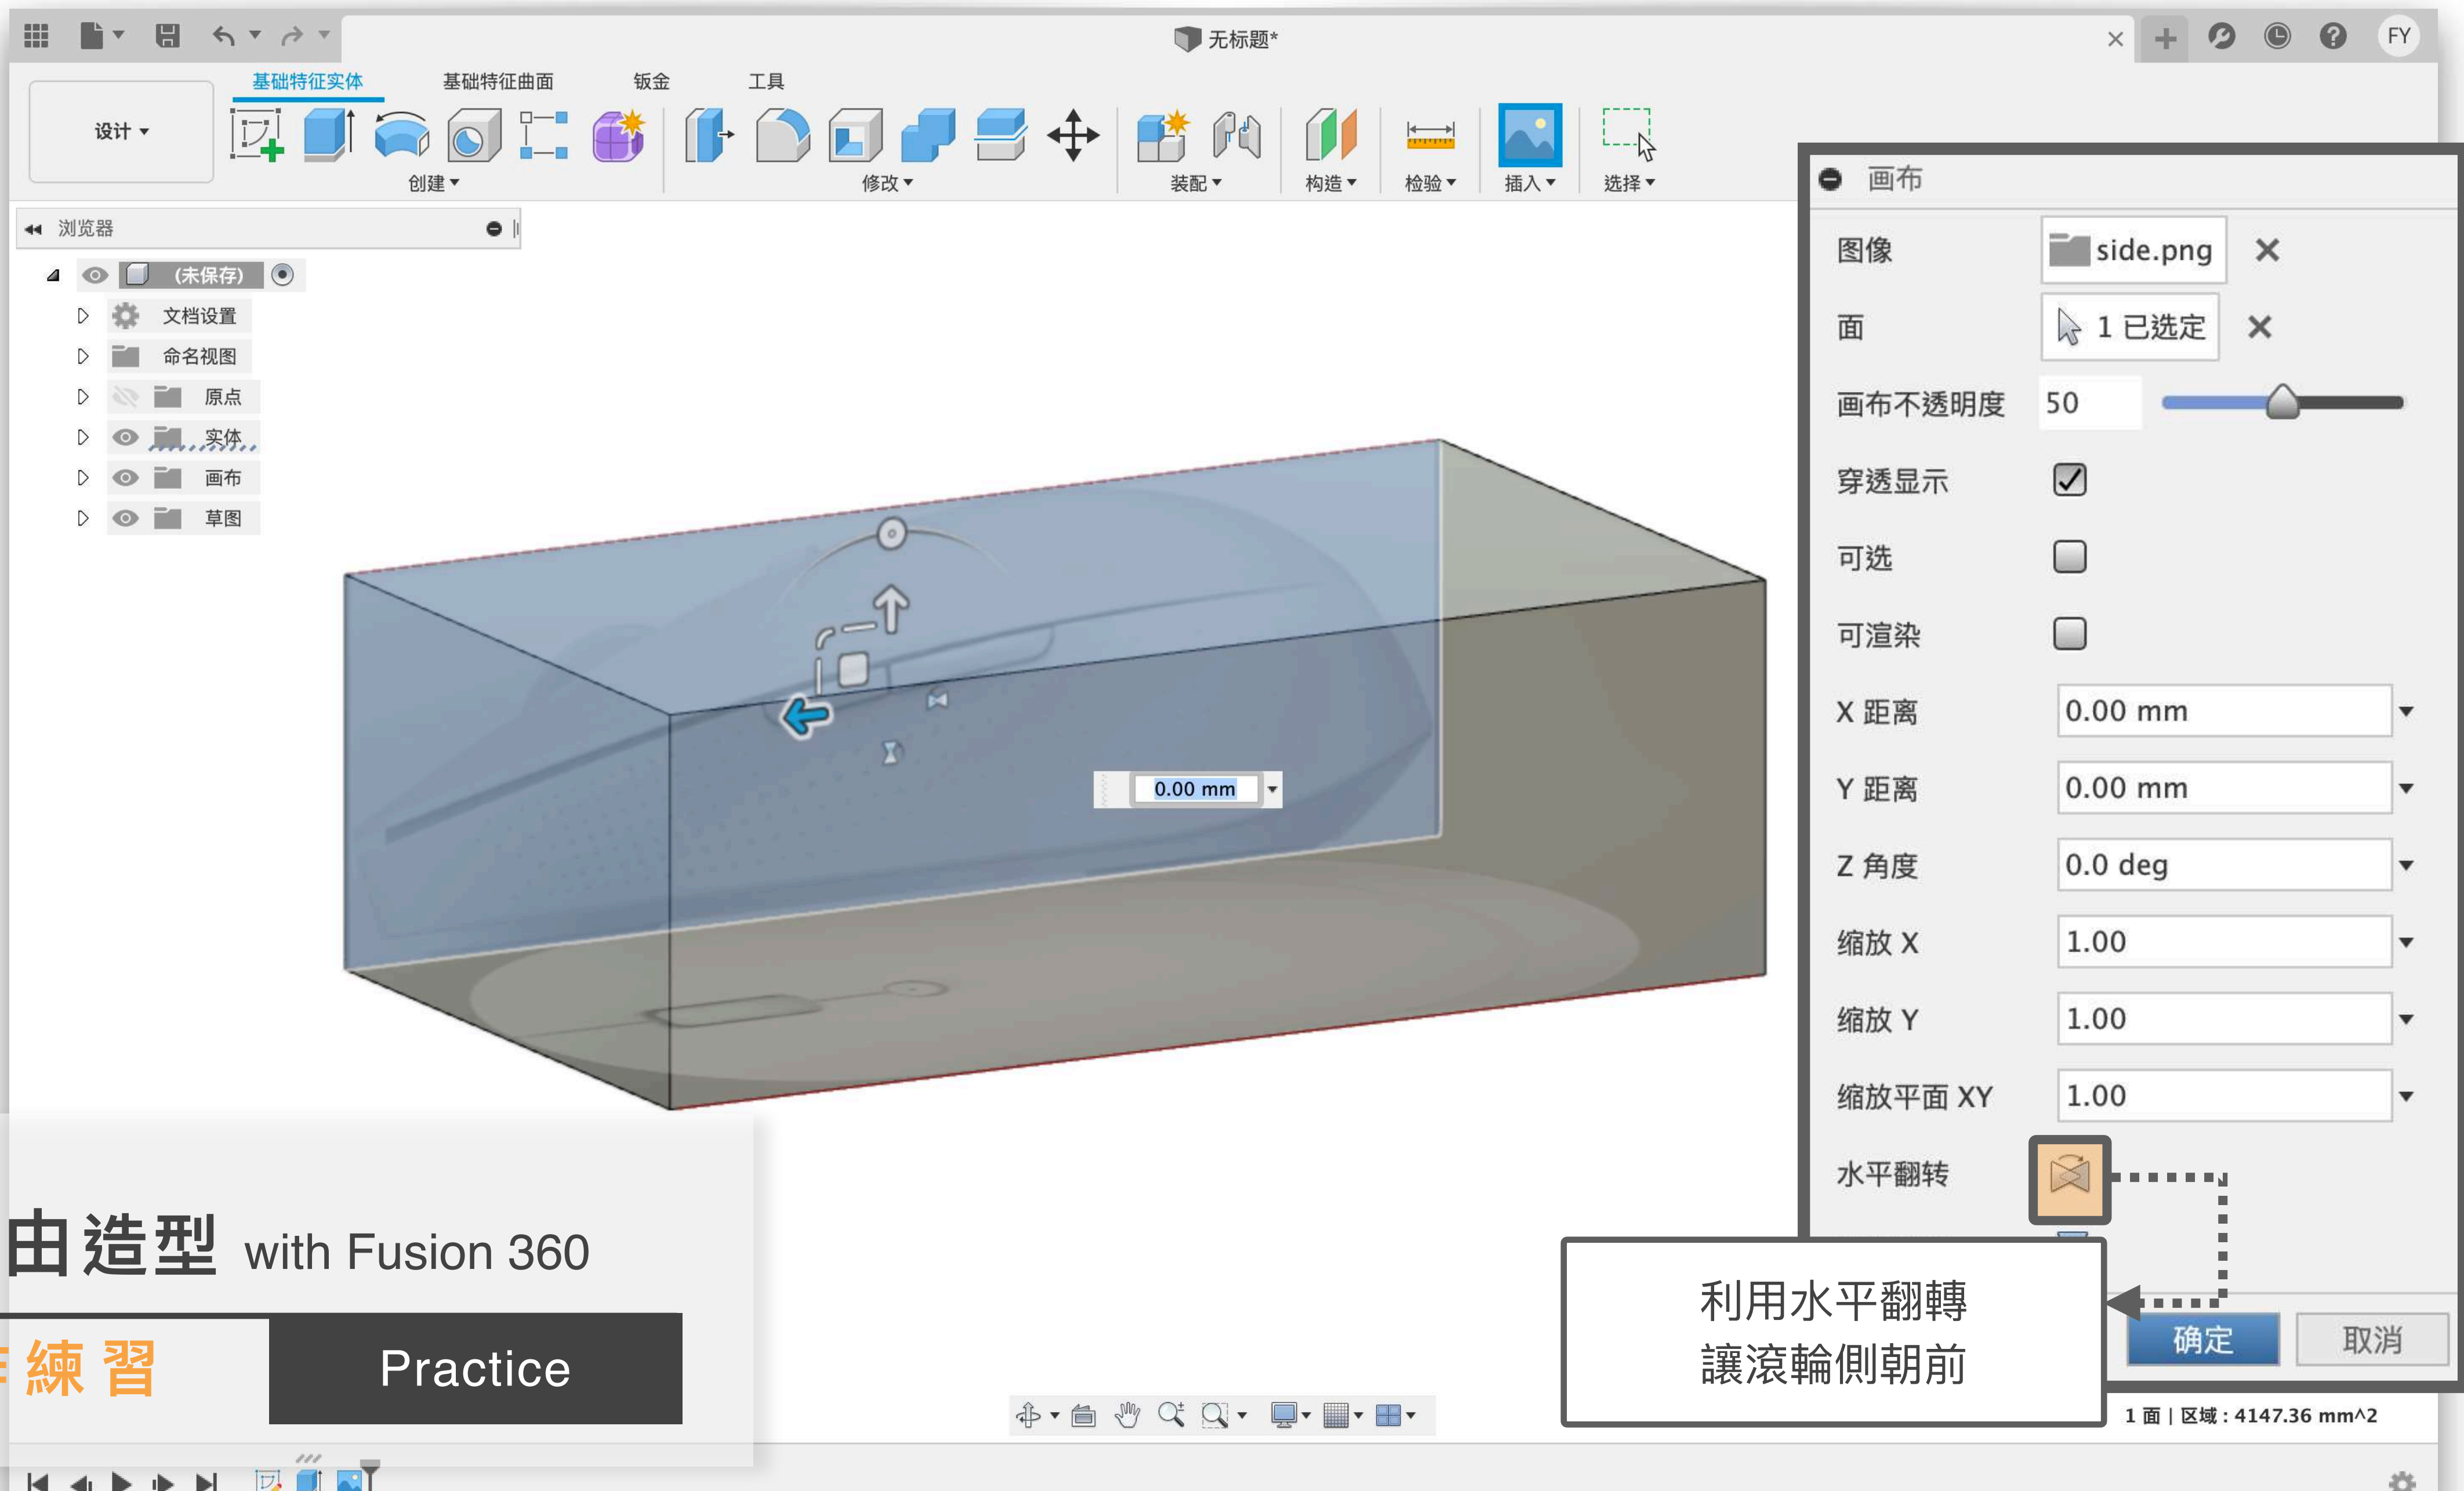 无标题*
FY
基础特征实体 基础特征曲面 钣金 工具
设计
创建 修改 装配 构造 检验 插入 选择
浏览器
(未保存)
文档设置
命名视图
原点
实体
画布
草图
0.00 mm
画布
图像 side.png
面 1 已选定
画布不透明度 50
穿透显示
可选
可渲染
X 距离 0.00 mm
Y 距离 0.00 mm
Z 角度 0.0 deg
缩放 X 1.00
缩放 Y 1.00
缩放平面 XY 1.00
水平翻转
利用水平翻轉
讓滾輪側朝前
确定 取消
由造型 with Fusion 360
練習 Practice
1 面 | 区域 : 4147.36 mm^2